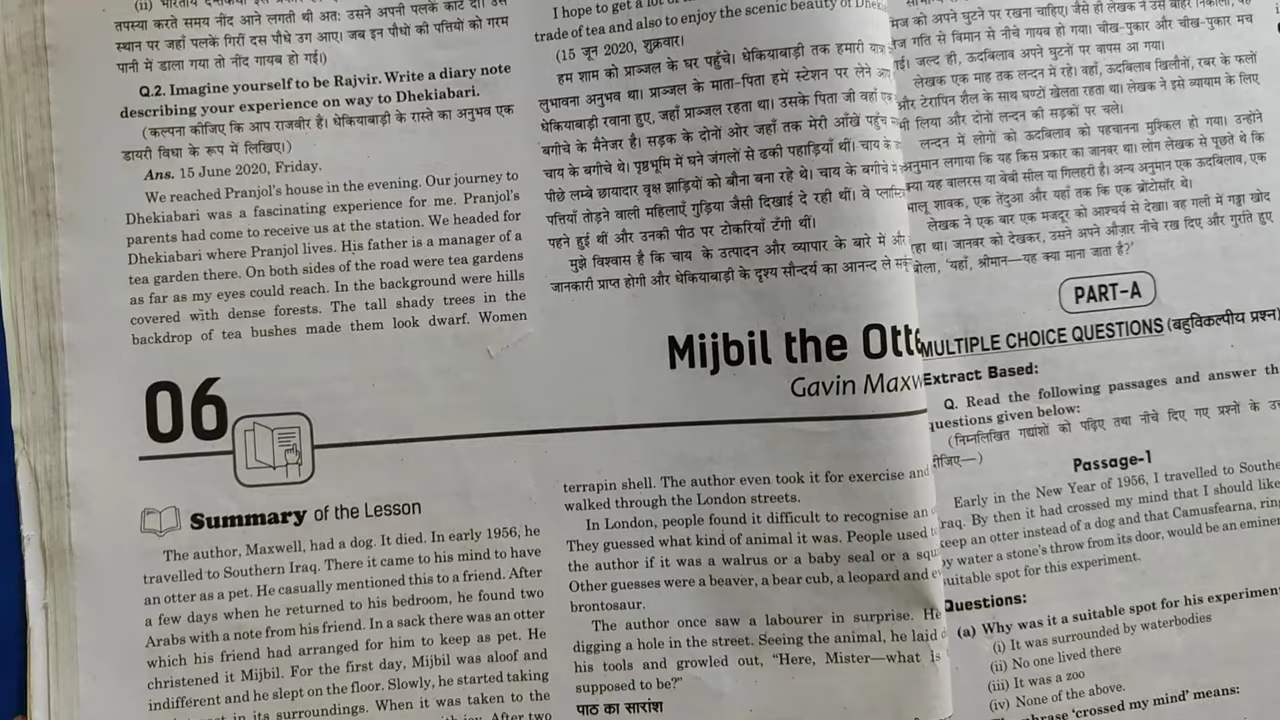 तपस्या करते समय नींद आने लगती थी अतः उसने अपनी पलकें काट दीं। उस
स्थान पर जहाँ पलकें गिरीं दस पौधे उग आए। जब इन पौधों की पत्तियों को गरम
पानी में डाला गया तो नींद गायब हो गई।)
Q.2. Imagine yourself to be Rajvir. Write a diary note
describing your experience on way to Dhekiabari.
(कल्पना कीजिए कि आप राजवीर हैं। धेकियाबाड़ी के रास्ते का अनुभव एक
डायरी विधा के रूप में लिखिए।)
Ans. 15 June 2020, Friday.
We reached Pranjol's house in the evening. Our journey to
Dhekiabari was a fascinating experience for me. Pranjol's
parents had come to receive us at the station. We headed for
Dhekiabari where Pranjol lives. His father is a manager of a
tea garden there. On both sides of the road were tea gardens
as far as my eyes could reach. In the background were hills
covered with dense forests. The tall shady trees in the
backdrop of tea bushes made them look dwarf. Women
I hope to get a lot of
trade of tea and also to enjoy the scenic beauty of
(15 जून 2020, शुक्रवार।
हम शाम को प्राञ्जल के घर पहुँचे। धेकियाबाड़ी तक हमारी
लुभावना अनुभव था। प्राञ्जल के माता-पिता हमें स्टेशन पर लेने
धेकियाबाड़ी रवाना हुए, जहाँ प्राञ्जल रहता था। उसके पिता जी वहाँ
बगीचे के मैनेजर है। सड़क के दोनों ओर जहाँ तक मेरी आँखें पहुँच
चाय के बगीचे थे। पृष्ठभूमि में घने जंगलों से ढकी पहाड़ियाँ थीं। चाय के
पीछे लम्बे छायादार वृक्ष झाड़ियों को बौना बना रहे थे। चाय के बगीचे में
पत्तियाँ तोड़ने वाली महिलाएँ गुड़िया जैसी दिखाई दे रही थीं। वे
पहने हुई थीं और उनकी पीठ पर टोकरियाँ टँगी थीं।
मुझे विश्वास है कि चाय के उत्पादन और व्यापार के बारे में और
जानकारी प्राप्त होगी और धेकियाबाड़ी के दृश्य सौन्दर्य का आनन्द ले
को अपने घुटने पर रखना चाहिए। जैसे ही लेखक ने उसे बाहर
गति से विमान से नीचे गायब हो गया। चीख-पुकार और चीख-पुकार मच
जल्द ही, ऊदबिलाव अपने घुटनों पर वापस आ गया।
लेखक एक माह तक लन्दन में रहे। वहाँ, ऊदबिलाव खिलौनों, रबर के फलों
और टेरापिन शैल के साथ घण्टों खेलता रहता था। लेखक ने इसे व्यायाम के लिए
लिया और दोनों लन्दन की सड़कों पर चले।
लन्दन में लोगों को ऊदबिलाव को पहचानना मुश्किल हो गया। उन्होंने
अनुमान लगाया कि यह किस प्रकार का जानवर था। लोग लेखक से पूछते थे कि
क्या यह वालरस या बेबी सील या गिलहरी है। अन्य अनुमान एक ऊदबिलाव, एक
भालू शावक, एक तेंदुआ और यहाँ तक कि एक ब्रोटोसॉर थे।
लेखक ने एक बार एक मजदूर को आश्चर्य से देखा। वह गली में गड्ढा खोद
रहा था। जानवर को देखकर, उसने अपने औज़ार नीचे रख दिए और गुर्राते हुए
बोला, 'यहाँ, श्रीमान—यह क्या माना जाता है?'
06
Mijbil the
Gavin
Summary of the Lesson
The author, Maxwell, had a dog. It died. In early 1956, he
travelled to Southern Iraq. There it came to his mind to have
an otter as a pet. He casually mentioned this to a friend. After
a few days when he returned to his bedroom, he found two
Arabs with a note from his friend. In a sack there was an otter
which his friend had arranged for him to keep as pet. He
christened it Mijbil. For the first day, Mijbil was aloof and
indifferent and he slept on the floor. Slowly, he started taking
in its surroundings. When it was taken to the
After two
terrapin shell. The author even took it for exercise and
walked through the London streets.
In London, people found it difficult to recognise an
They guessed what kind of animal it was. People used
the author if it was a walrus or a baby seal or a
Other guesses were a beaver, a bear cub, a leopard and
brontosaur.
The author once saw a labourer in surprise. He
digging a hole in the street. Seeing the animal, he laid
his tools and growled out, "Here, Mister—what is
supposed to be?"
पाठ का सारांश
PART-A
MULTIPLE CHOICE QUESTIONS (बहुविकल्पीय प्रश्न)
Extract Based:
Q. Read the following passages and answer
questions given below:
(निम्नलिखित गद्यांशों को पढ़िए तथा नीचे दिए गए प्रश्नों के
दीजिए—)
Passage-1
Early in the New Year of 1956, I travelled to
Iraq. By then it had crossed my mind that I should like
keep an otter instead of a dog and that Camusfearna,
by water a stone's throw from its door, would be an
suitable spot for this experiment.
Questions:
(a) Why was it a suitable spot for his
(i) It was surrounded by waterbodies
(ii) No one lived there
(iii) It was a zoo
(iv) None of the above.
phrase 'crossed my mind' means: